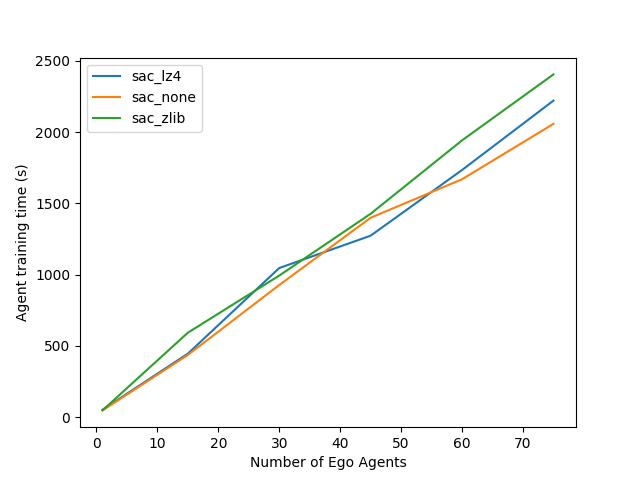 sac_lz4
sac_none
sac_zlib
Agent training time (s)
2500
2000
1500
1000
500
0
0 10 20 30 40 50 60 70
Number of Ego Agents